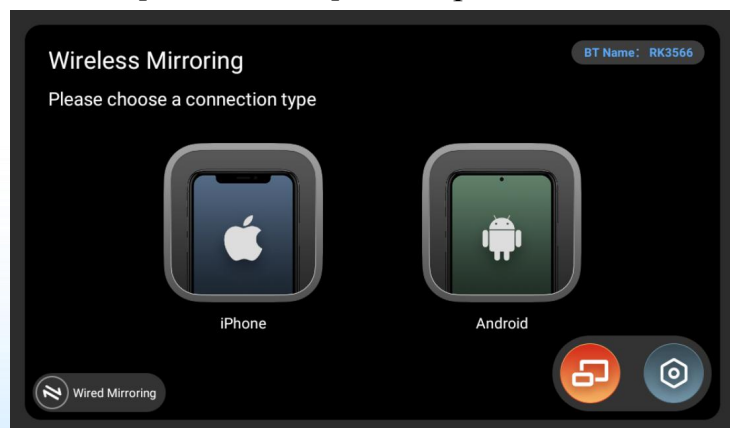 Wireless Mirroring
BT Name: RK3566
Please choose a connection type
iPhone
Android
Wired Mirroring